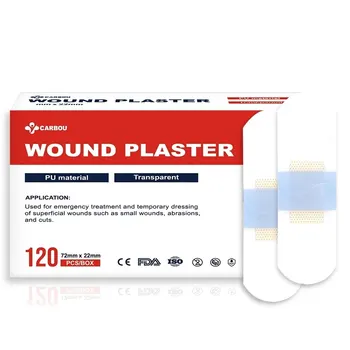 WOUND PLASTER
CARBOU
WOUND PLASTER
PU material
Transparent
APPLICATION:
Used for emergency treatment and temporary dressing
of superficial wounds such as small wounds, abrasions,
and cuts.
120
72mm x 22mm
PCS/BOX
CE
FDA
ISO